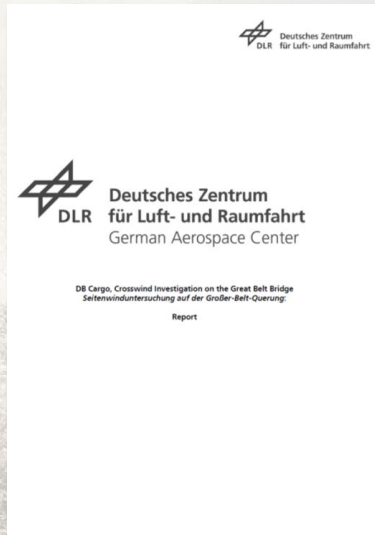 DLR
Deutsches Zentrum
für Luft- und Raumfahrt
DLR
Deutsches Zentrum
für Luft- und Raumfahrt
German Aerospace Center
DB Cargo, Crosswind Investigation on the Great Belt Bridge
Seitenwinduntersuchung auf der Großer-Belt-Querung:
Report